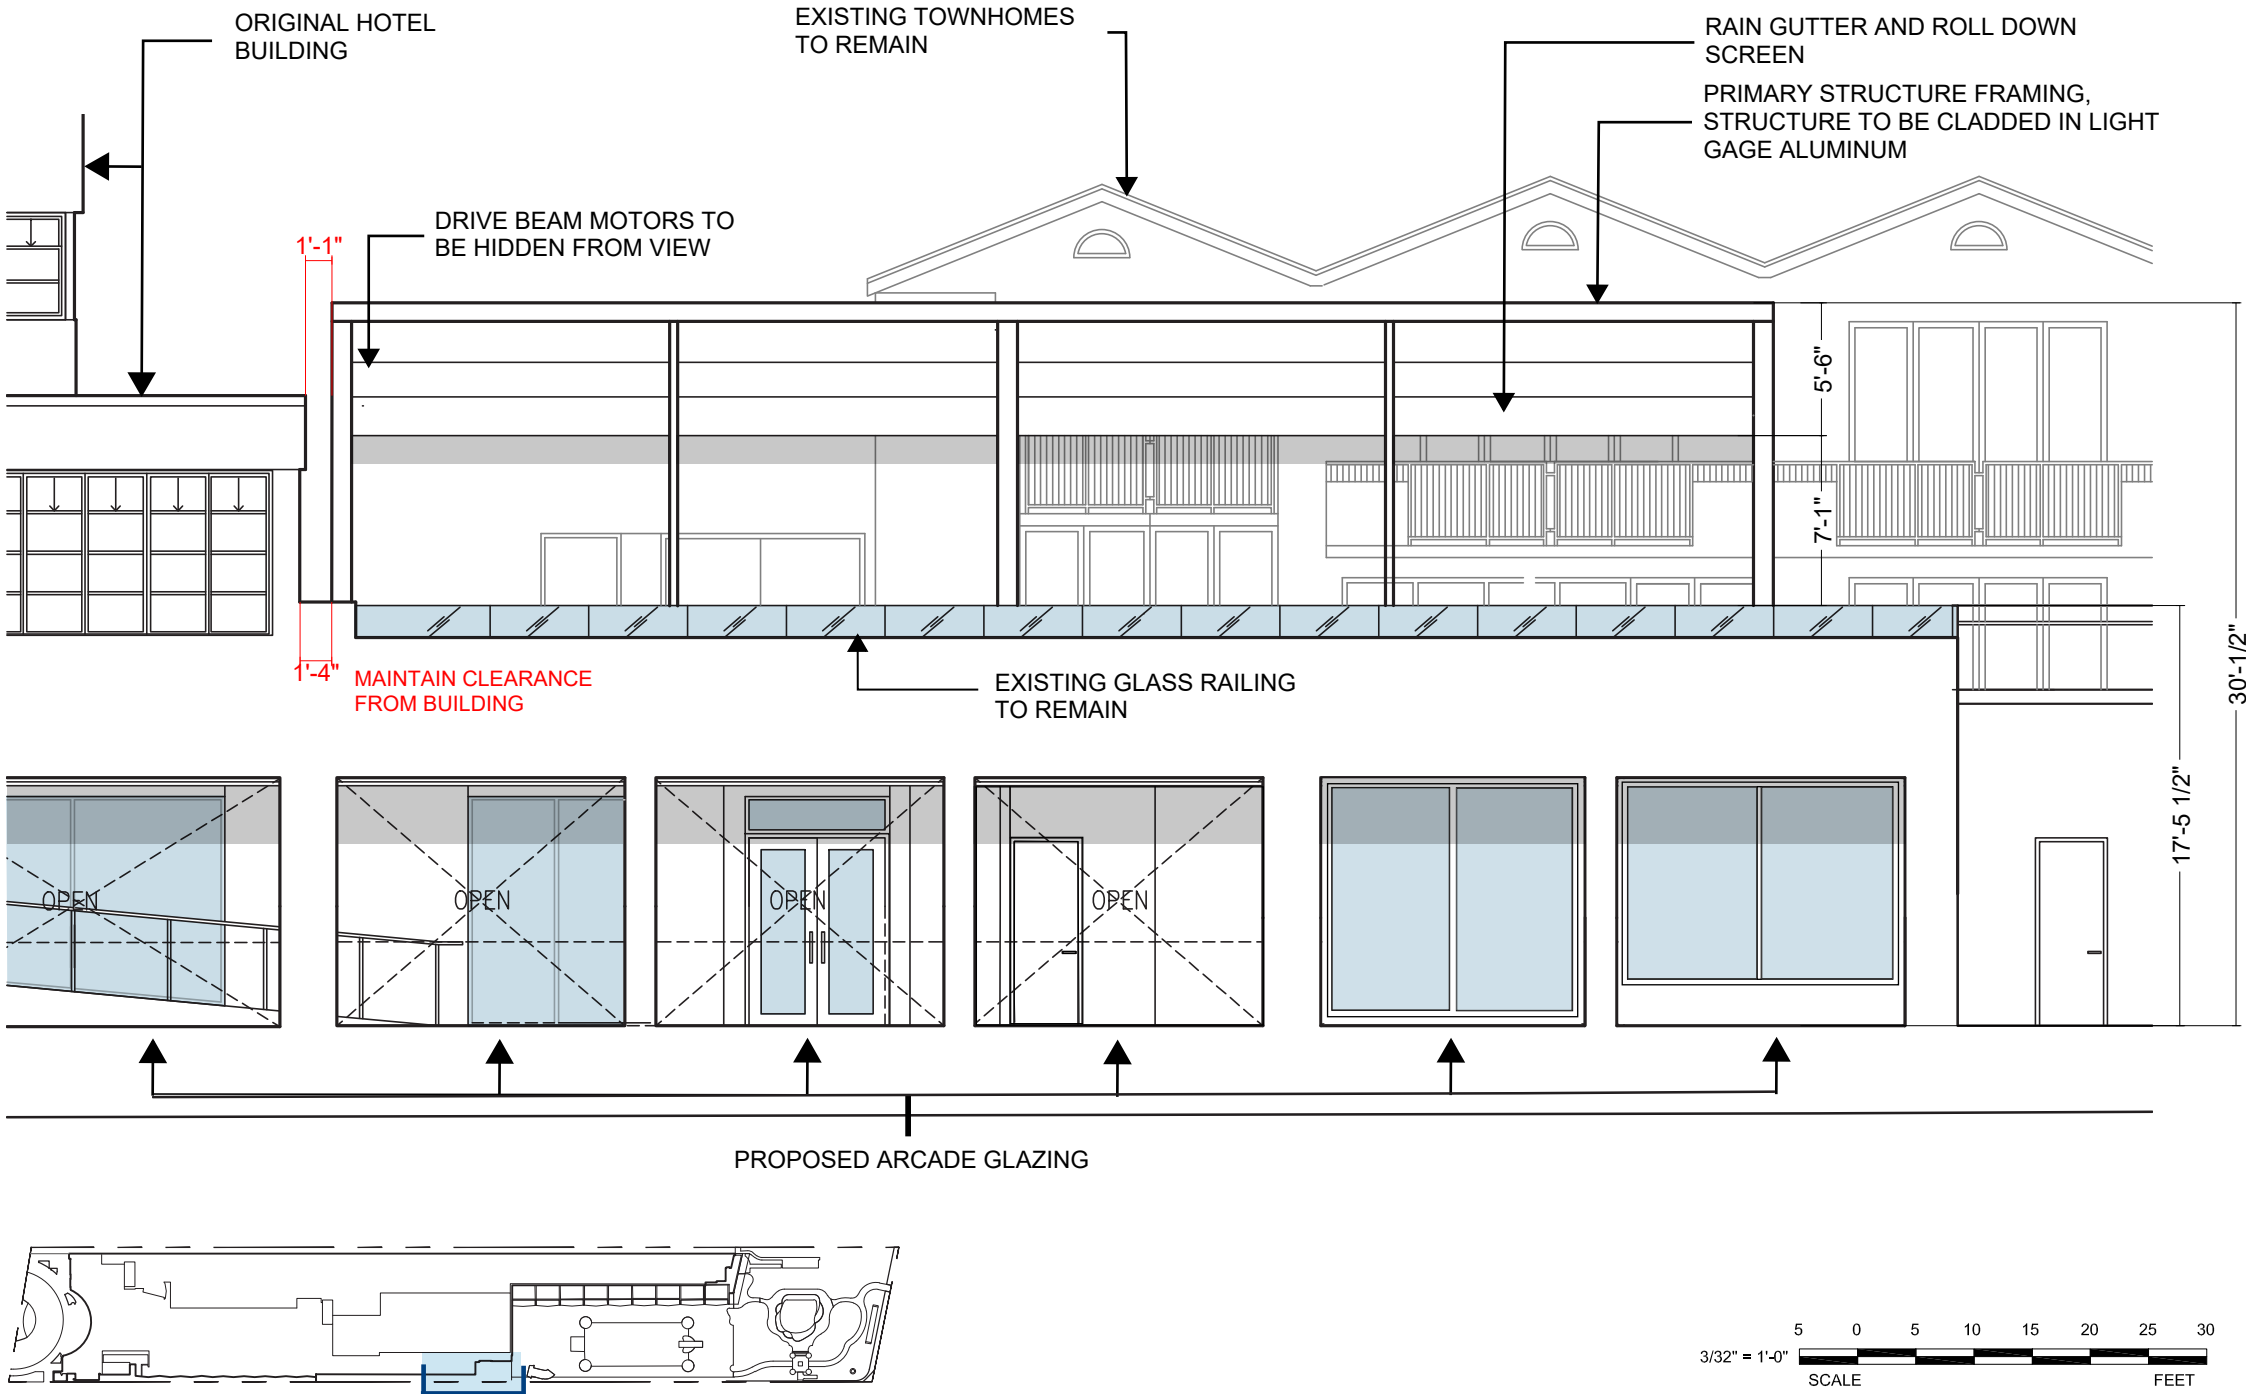 ORIGINAL HOTEL
BUILDING
EXISTING TOWNHOMES
TO REMAIN
RAIN GUTTER AND ROLL DOWN
SCREEN
PRIMARY STRUCTURE FRAMING,
STRUCTURE TO BE CLADDED IN LIGHT
GAGE ALUMINUM
DRIVE BEAM MOTORS TO
BE HIDDEN FROM VIEW
1'-1"
5'-6"
7'-1"
30'-1/2"
17'-5 1/2"
1'-4"
MAINTAIN CLEARANCE
FROM BUILDING
EXISTING GLASS RAILING
TO REMAIN
OPEN
OPEN
OPEN
OPEN
PROPOSED ARCADE GLAZING
5 0 5 10 15 20 25 30
3/32" = 1'-0"
SCALE FEET